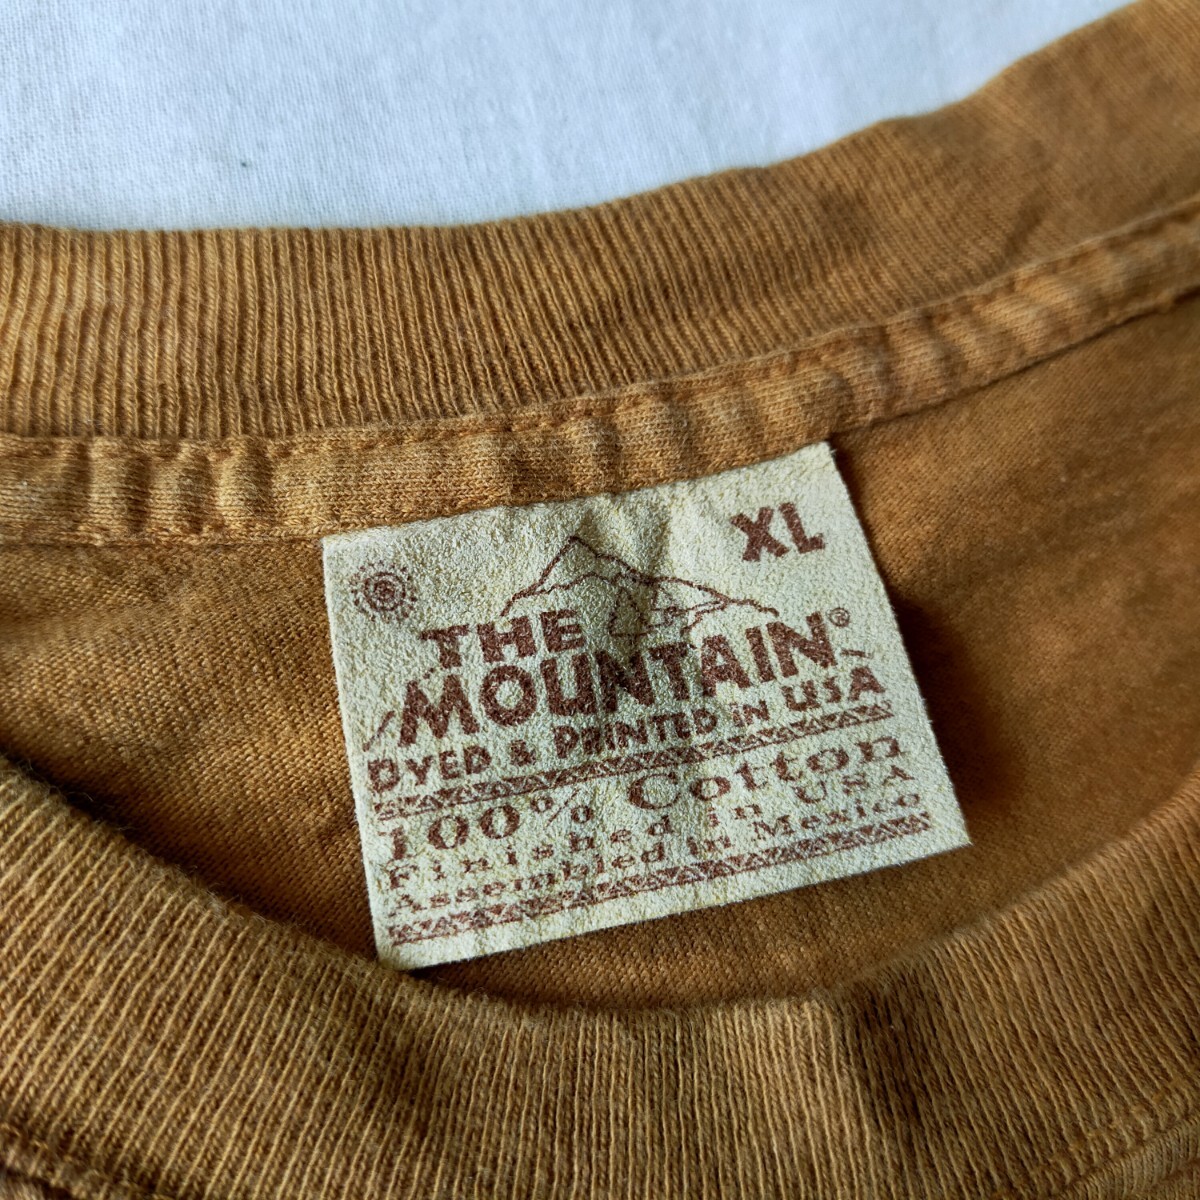 XL
THE
MOUNTAIN®
DYED & PRINTED IN USA
100% Cotton
Finished in USA
Assembled in Mexico